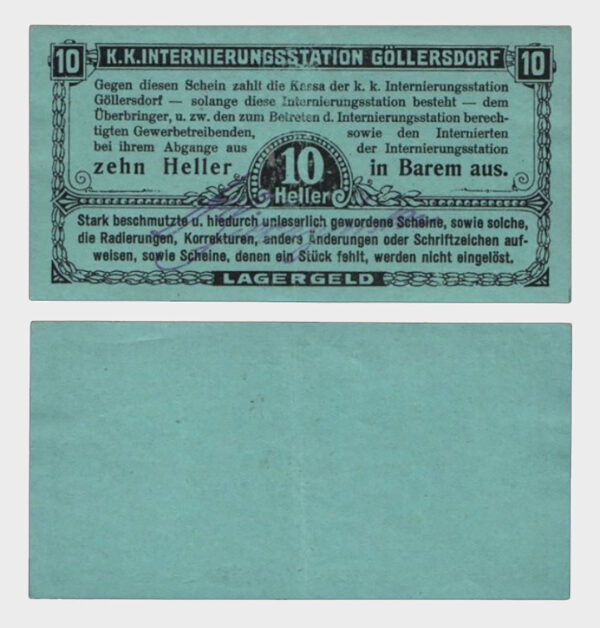 10 K.K.INTERNIERUNGSSTATION GÖLLERSDORF 10
Gegen diesen Schein zahlt die Kassa der k. k. Internierungsstation
Göllersdorf — solange diese Internierungsstation besteht — dem
Überbringer, u. zw. den zum Betreten d. Internierungsstation berech-
tigten Gewerbetreibenden, sowie den Internierten
bei ihrem Abgange aus der Internierungsstation
zehn Heller 10 in Barem aus.
Heller
Stark beschmutzte u. hiedurch unleserlich gewordene Scheine, sowie solche,
die Radierungen, Korrekturen, andere Änderungen oder Schriftzeichen auf-
weisen, sowie Scheine, denen ein Stück fehlt, werden nicht eingelöst.
LAGERGELD